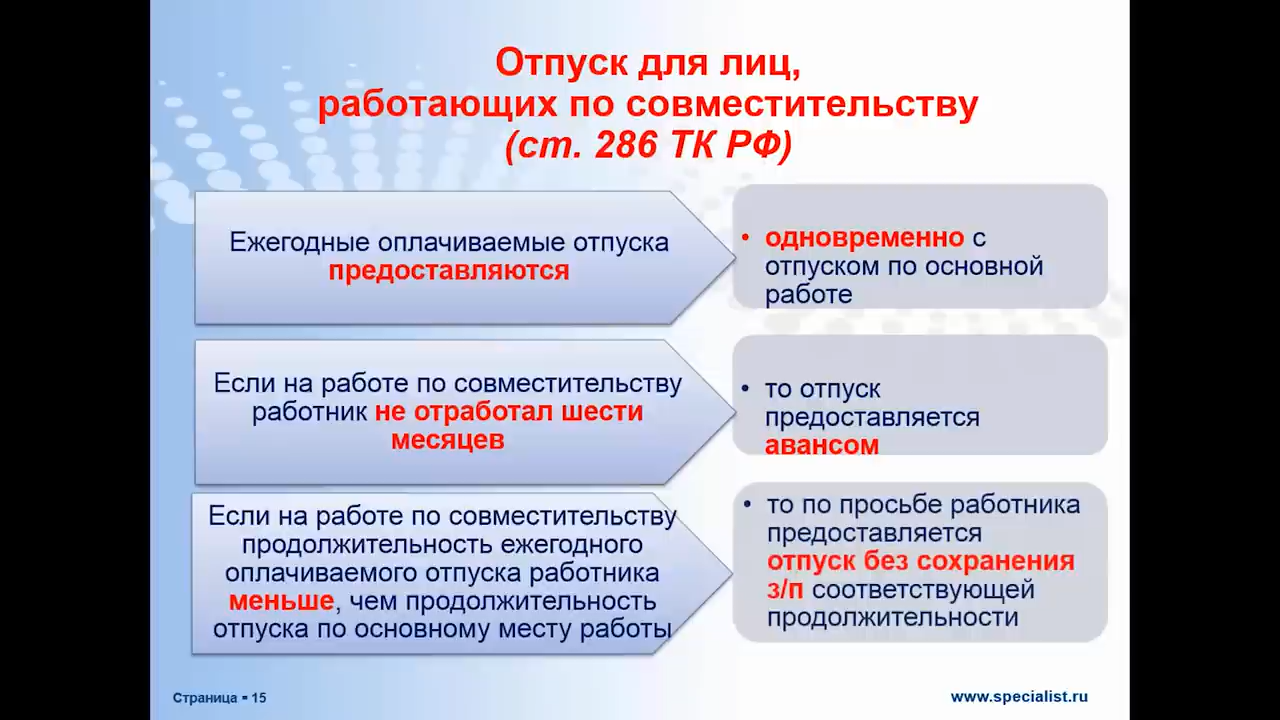 Отпуск для лиц,
работающих по совместительству
(ст. 286 ТК РФ)
Ежегодные оплачиваемые отпуска
предоставляются
• одновременно с
отпуском по основной
работе
Если на работе по совместительству
работник не отработал шести
месяцев
• то отпуск
предоставляется
авансом
Если на работе по совместительству
продолжительность ежегодного
оплачиваемого отпуска работника
меньше, чем продолжительность
отпуска по основному месту работы
• то по просьбе работника
предоставляется
отпуск без сохранения
з/п соответствующей
продолжительности
Страница ▪ 15
www.specialist.ru